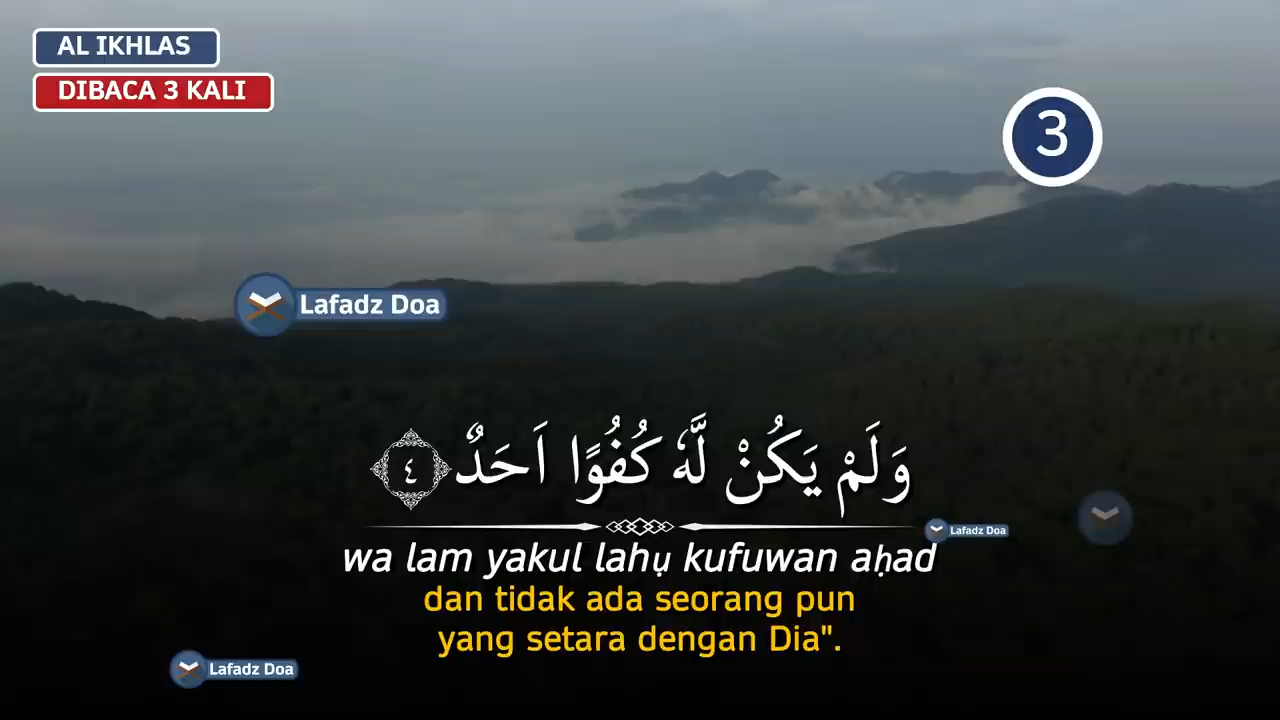 AL IKHLAS
DIBACA 3 KALI
3
Lafadz Doa
وَلَمْ يَكُنْ لَّهٗ كُفُوًا اَحَدٌ ٤
Lafadz Doa
wa lam yakul lahụ kufuwan aḥad
dan tidak ada seorang pun
yang setara dengan Dia".
Lafadz Doa